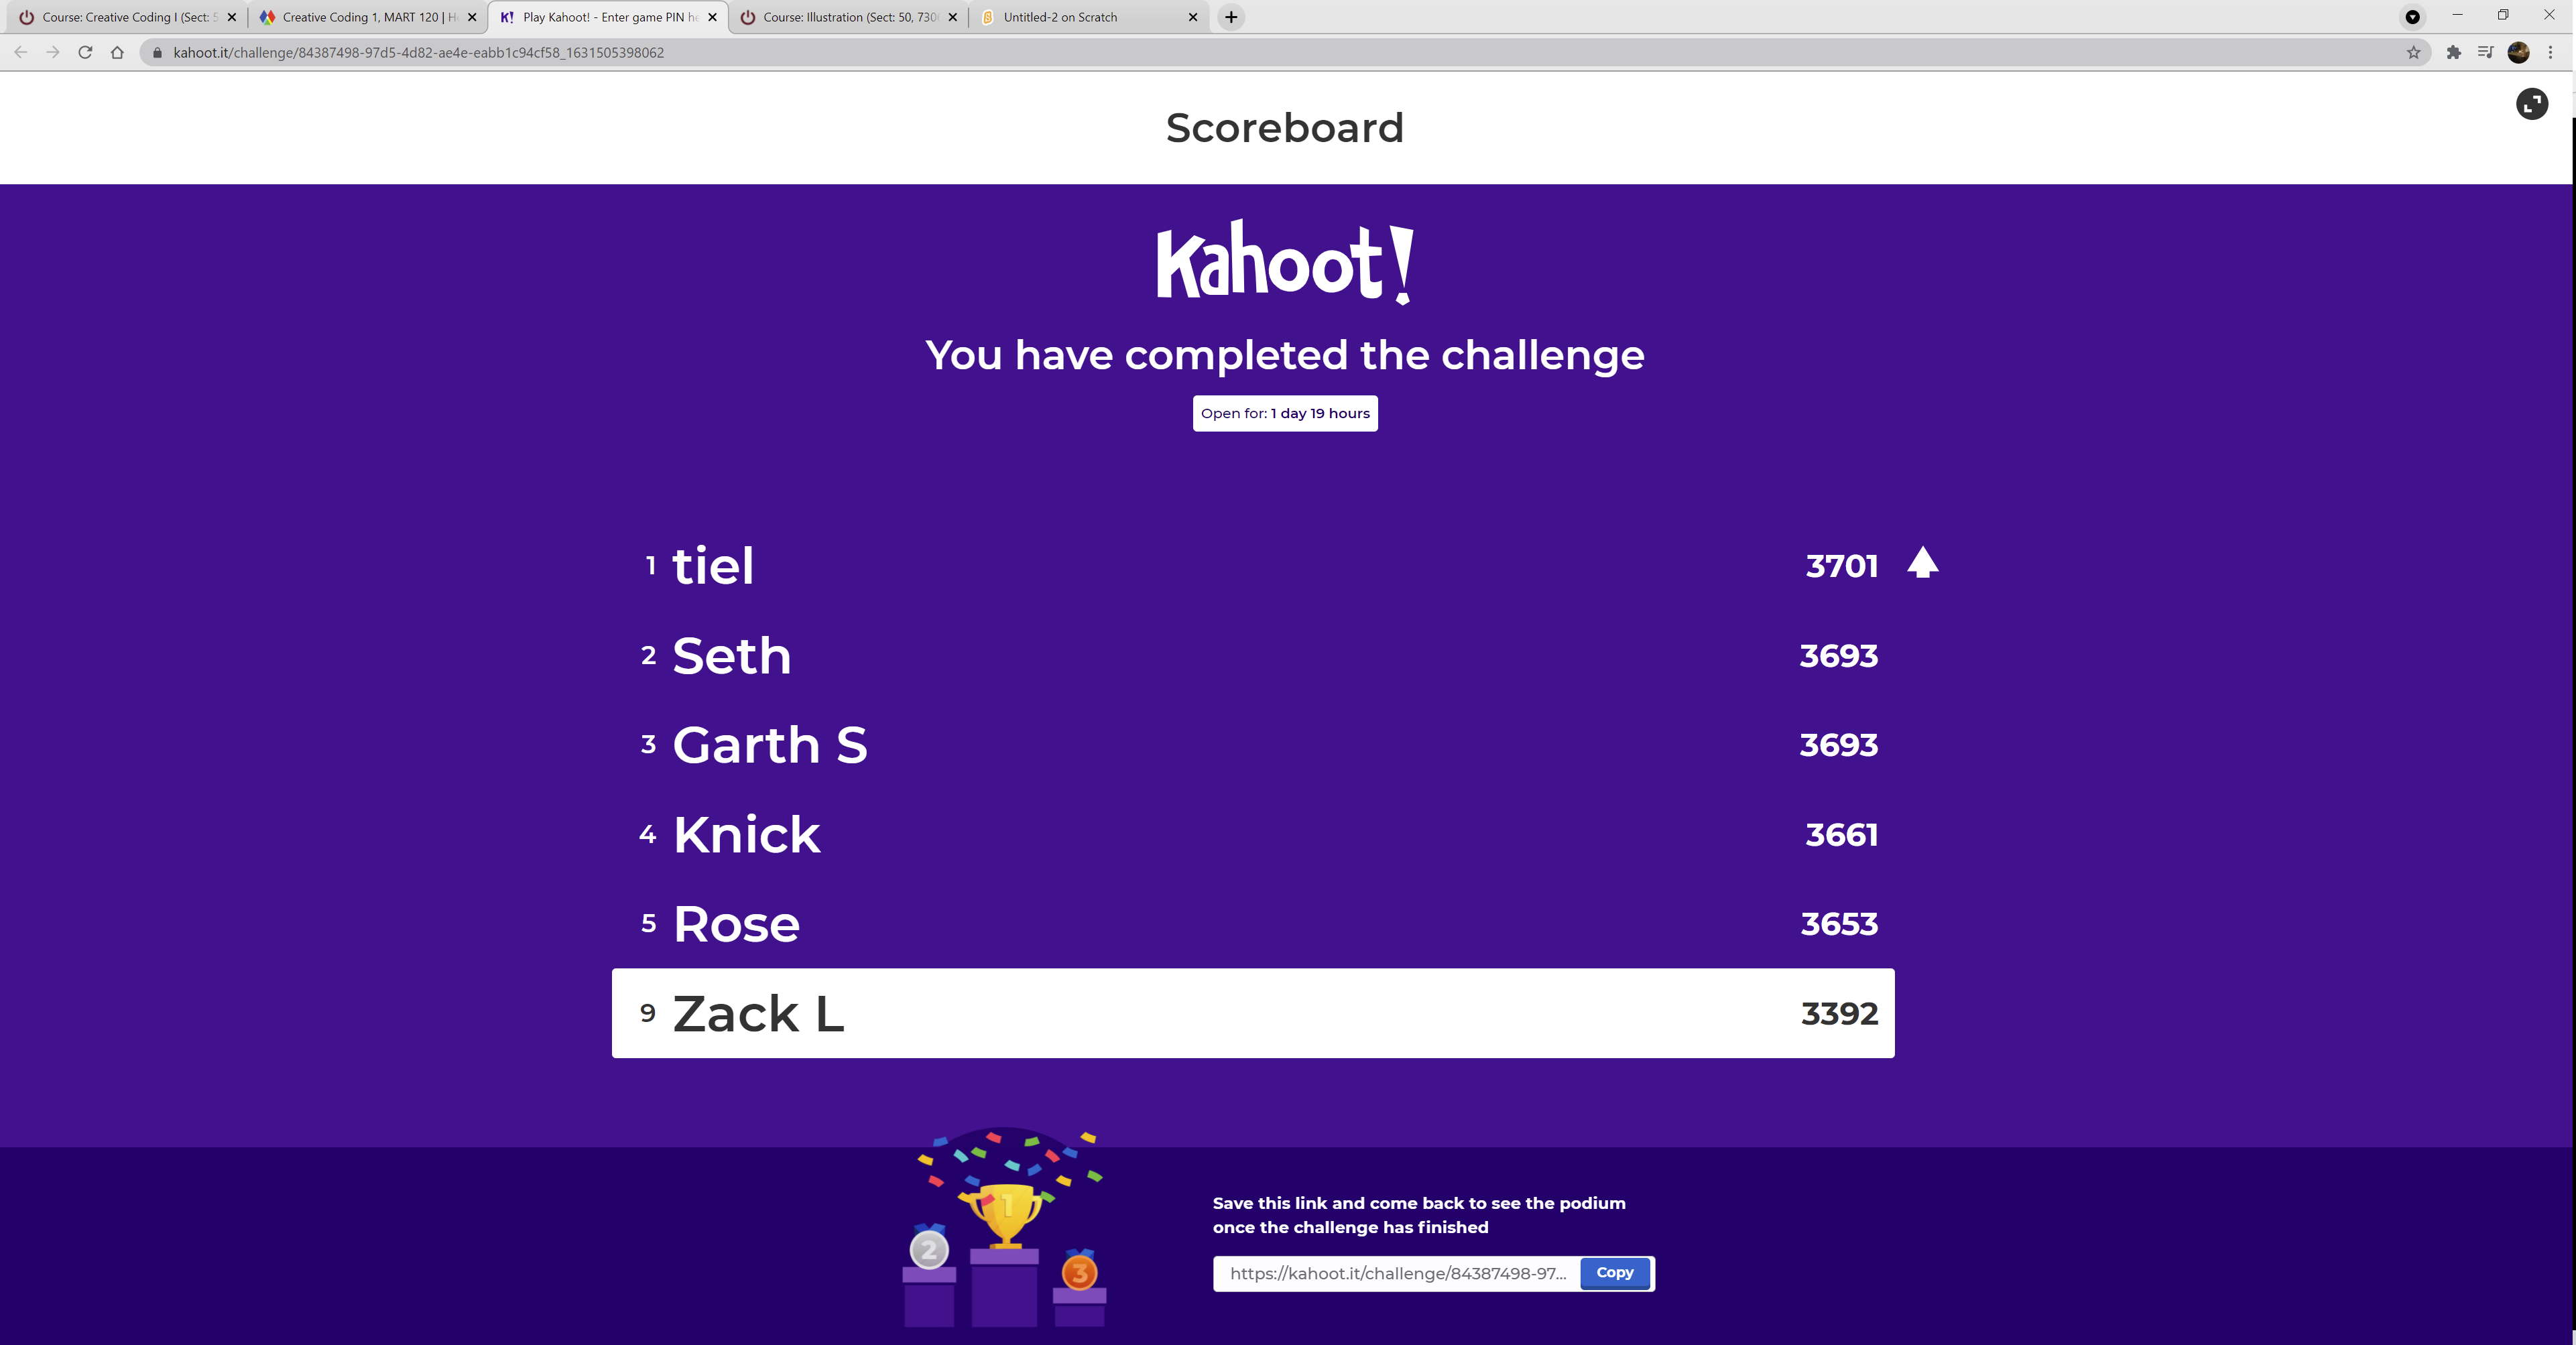 Course: Creative Coding I (Sect: 5
Creative Coding 1, MART 120 | H
K! Play Kahoot! - Enter game PIN he
Course: Illustration (Sect: 50, 730
Untitled-2 on Scratch
kahoot.it/challenge/84387498-97d5-4d82-ae4e-eabb1c94cf58_1631505398062
Scoreboard
Kahoot!
You have completed the challenge
Open for: 1 day 19 hours
1 tiel 3701
2 Seth 3693
3 Garth S 3693
4 Knick 3661
5 Rose 3653
9 Zack L 3392
1
2
3
Save this link and come back to see the podium
once the challenge has finished
https://kahoot.it/challenge/84387498-97... Copy